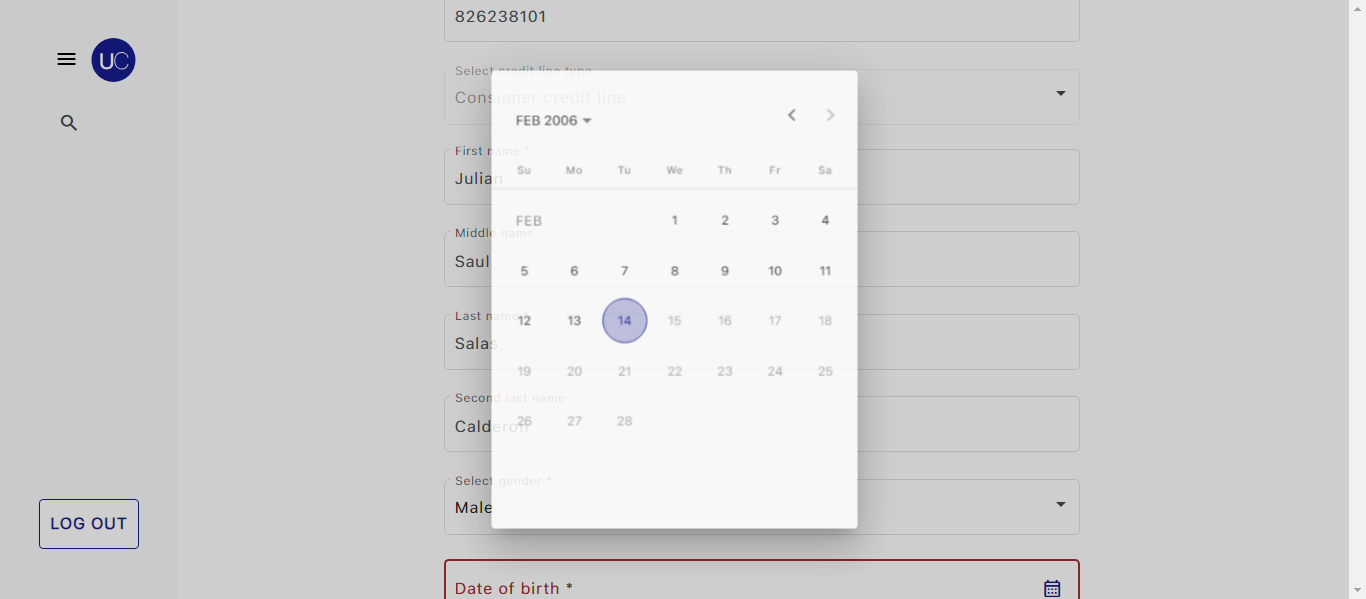 826238101
UC
Select credit line type
Consumer credit line
FEB 2006
First name *
Su Mo Tu We Th Fr Sa
Julian
FEB 1 2 3 4
Middle name
Saul
5 6 7 8 9 10 11
Last name *
12 13 14 15 16 17 18
Salas
19 20 21 22 23 24 25
Second last name
Calderon
26 27 28
Select gender *
Male
LOG OUT
Date of birth *